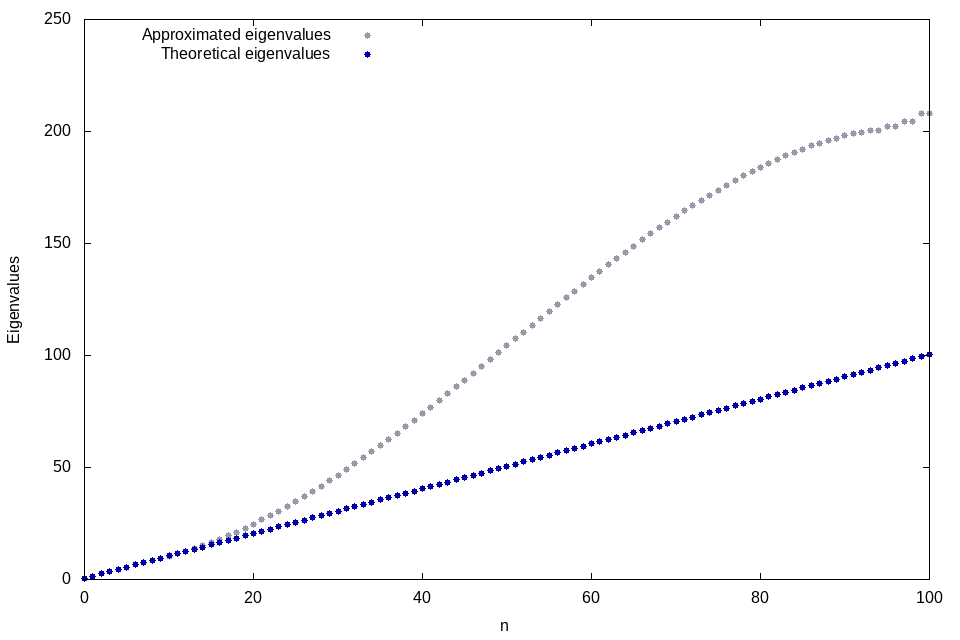 250
200
150
100
50
0
Eigenvalues
Approximated eigenvalues
Theoretical eigenvalues
0 20 40 60 80 100
n